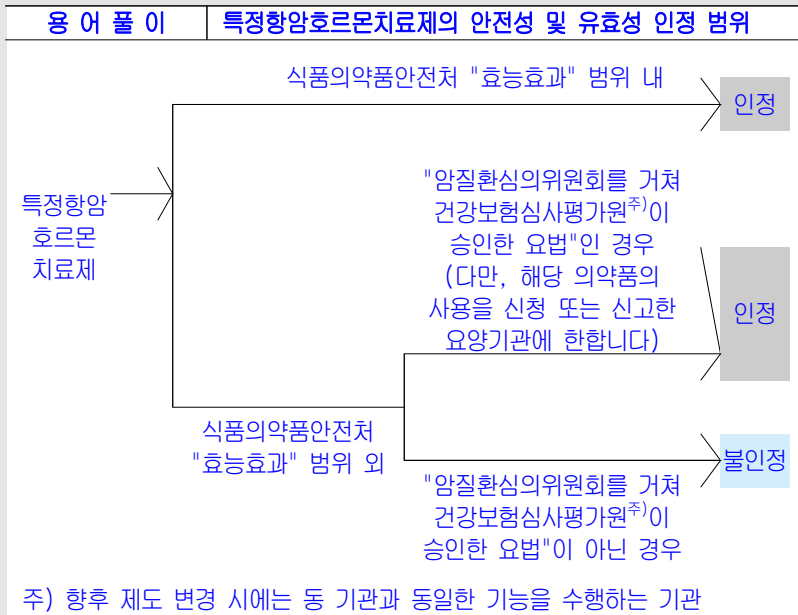 용 어 풀 이
특정항암호르몬치료제의 안전성 및 유효성 인정 범위
식품의약품안전처 "효능효과" 범위 내
인정
특정항암
호르몬
치료제
"암질환심의위원회를 거쳐
건강보험심사평가원주)이
승인한 요법"인 경우
(다만, 해당 의약품의
사용을 신청 또는 신고한
요양기관에 한합니다)
인정
식품의약품안전처
"효능효과" 범위 외
불인정
"암질환심의위원회를 거쳐
건강보험심사평가원주)이
승인한 요법"이 아닌 경우
주) 향후 제도 변경 시에는 동 기관과 동일한 기능을 수행하는 기관